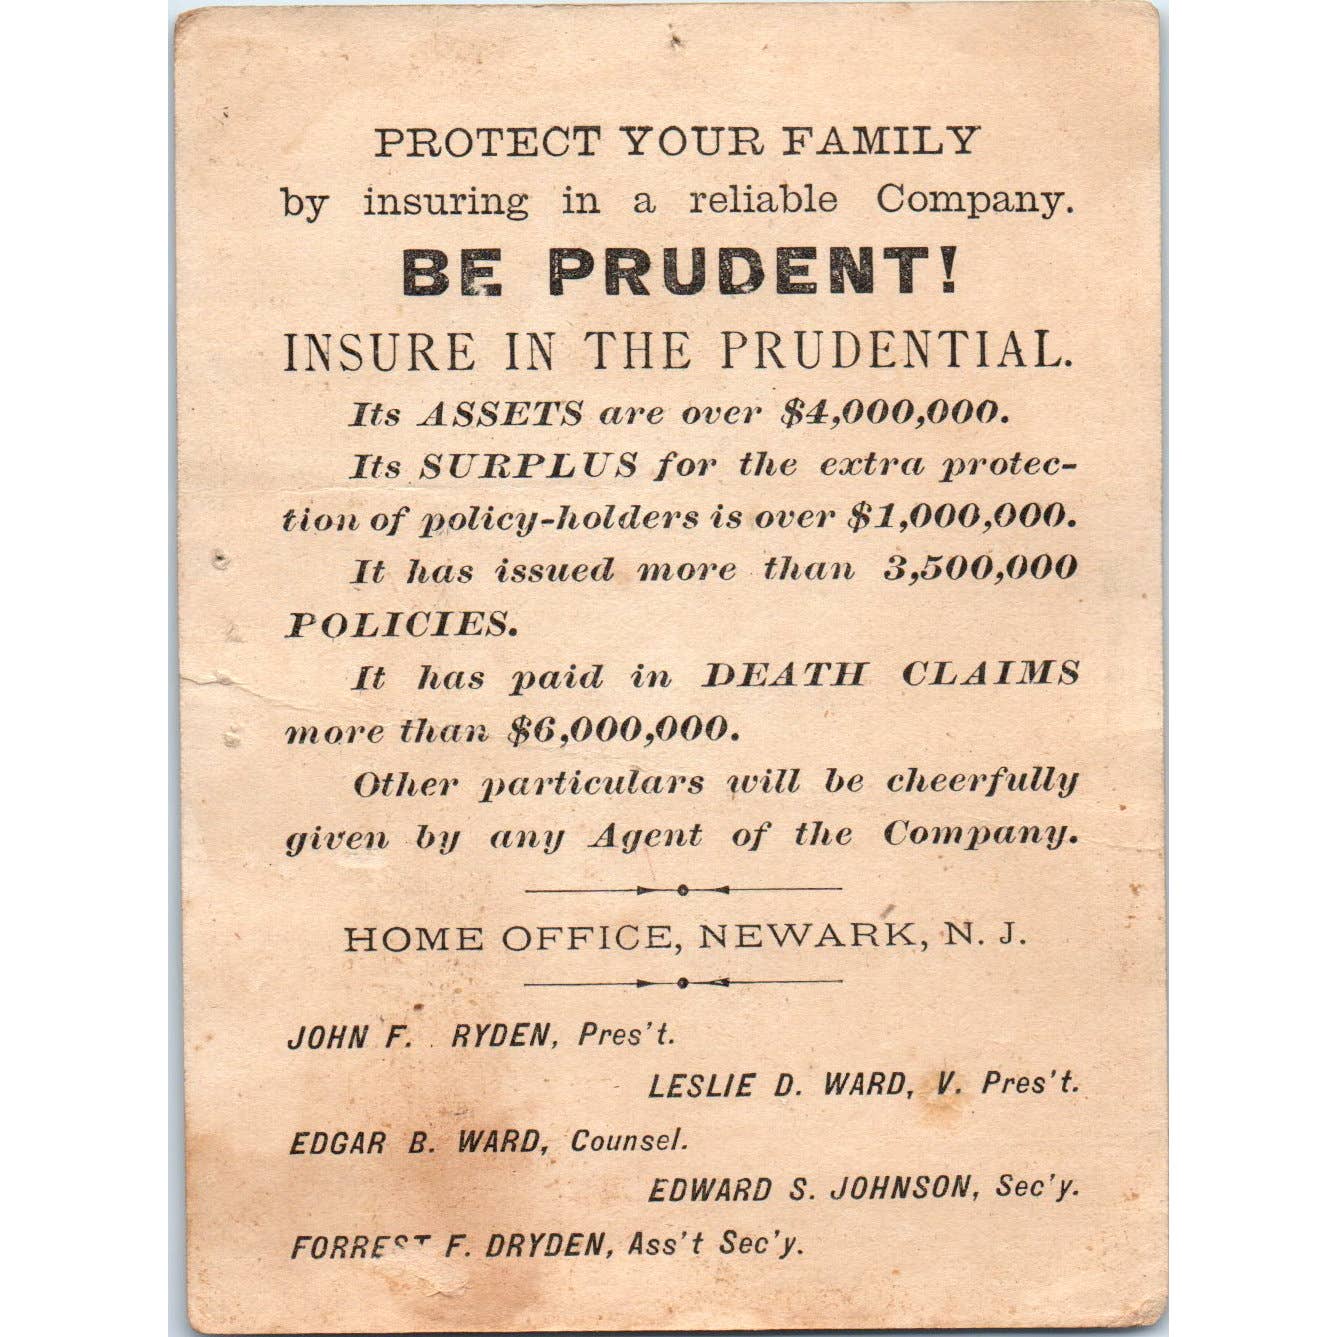 PROTECT YOUR FAMILY
by insuring in a reliable Company.
BE PRUDENT!
INSURE IN THE PRUDENTIAL.
Its ASSETS are over $4,000,000.
Its SURPLUS for the extra protec-
tion of policy-holders is over $1,000,000.
It has issued more than 3,500,000
POLICIES.
It has paid in DEATH CLAIMS
more than $6,000,000.
Other particulars will be cheerfully
given by any Agent of the Company.
HOME OFFICE, NEWARK, N. J.
JOHN F. RYDEN, Pres't.
LESLIE D. WARD, V. Pres't.
EDGAR B. WARD, Counsel.
EDWARD S. JOHNSON, Sec'y.
FORREST F. DRYDEN, Ass't Sec'y.